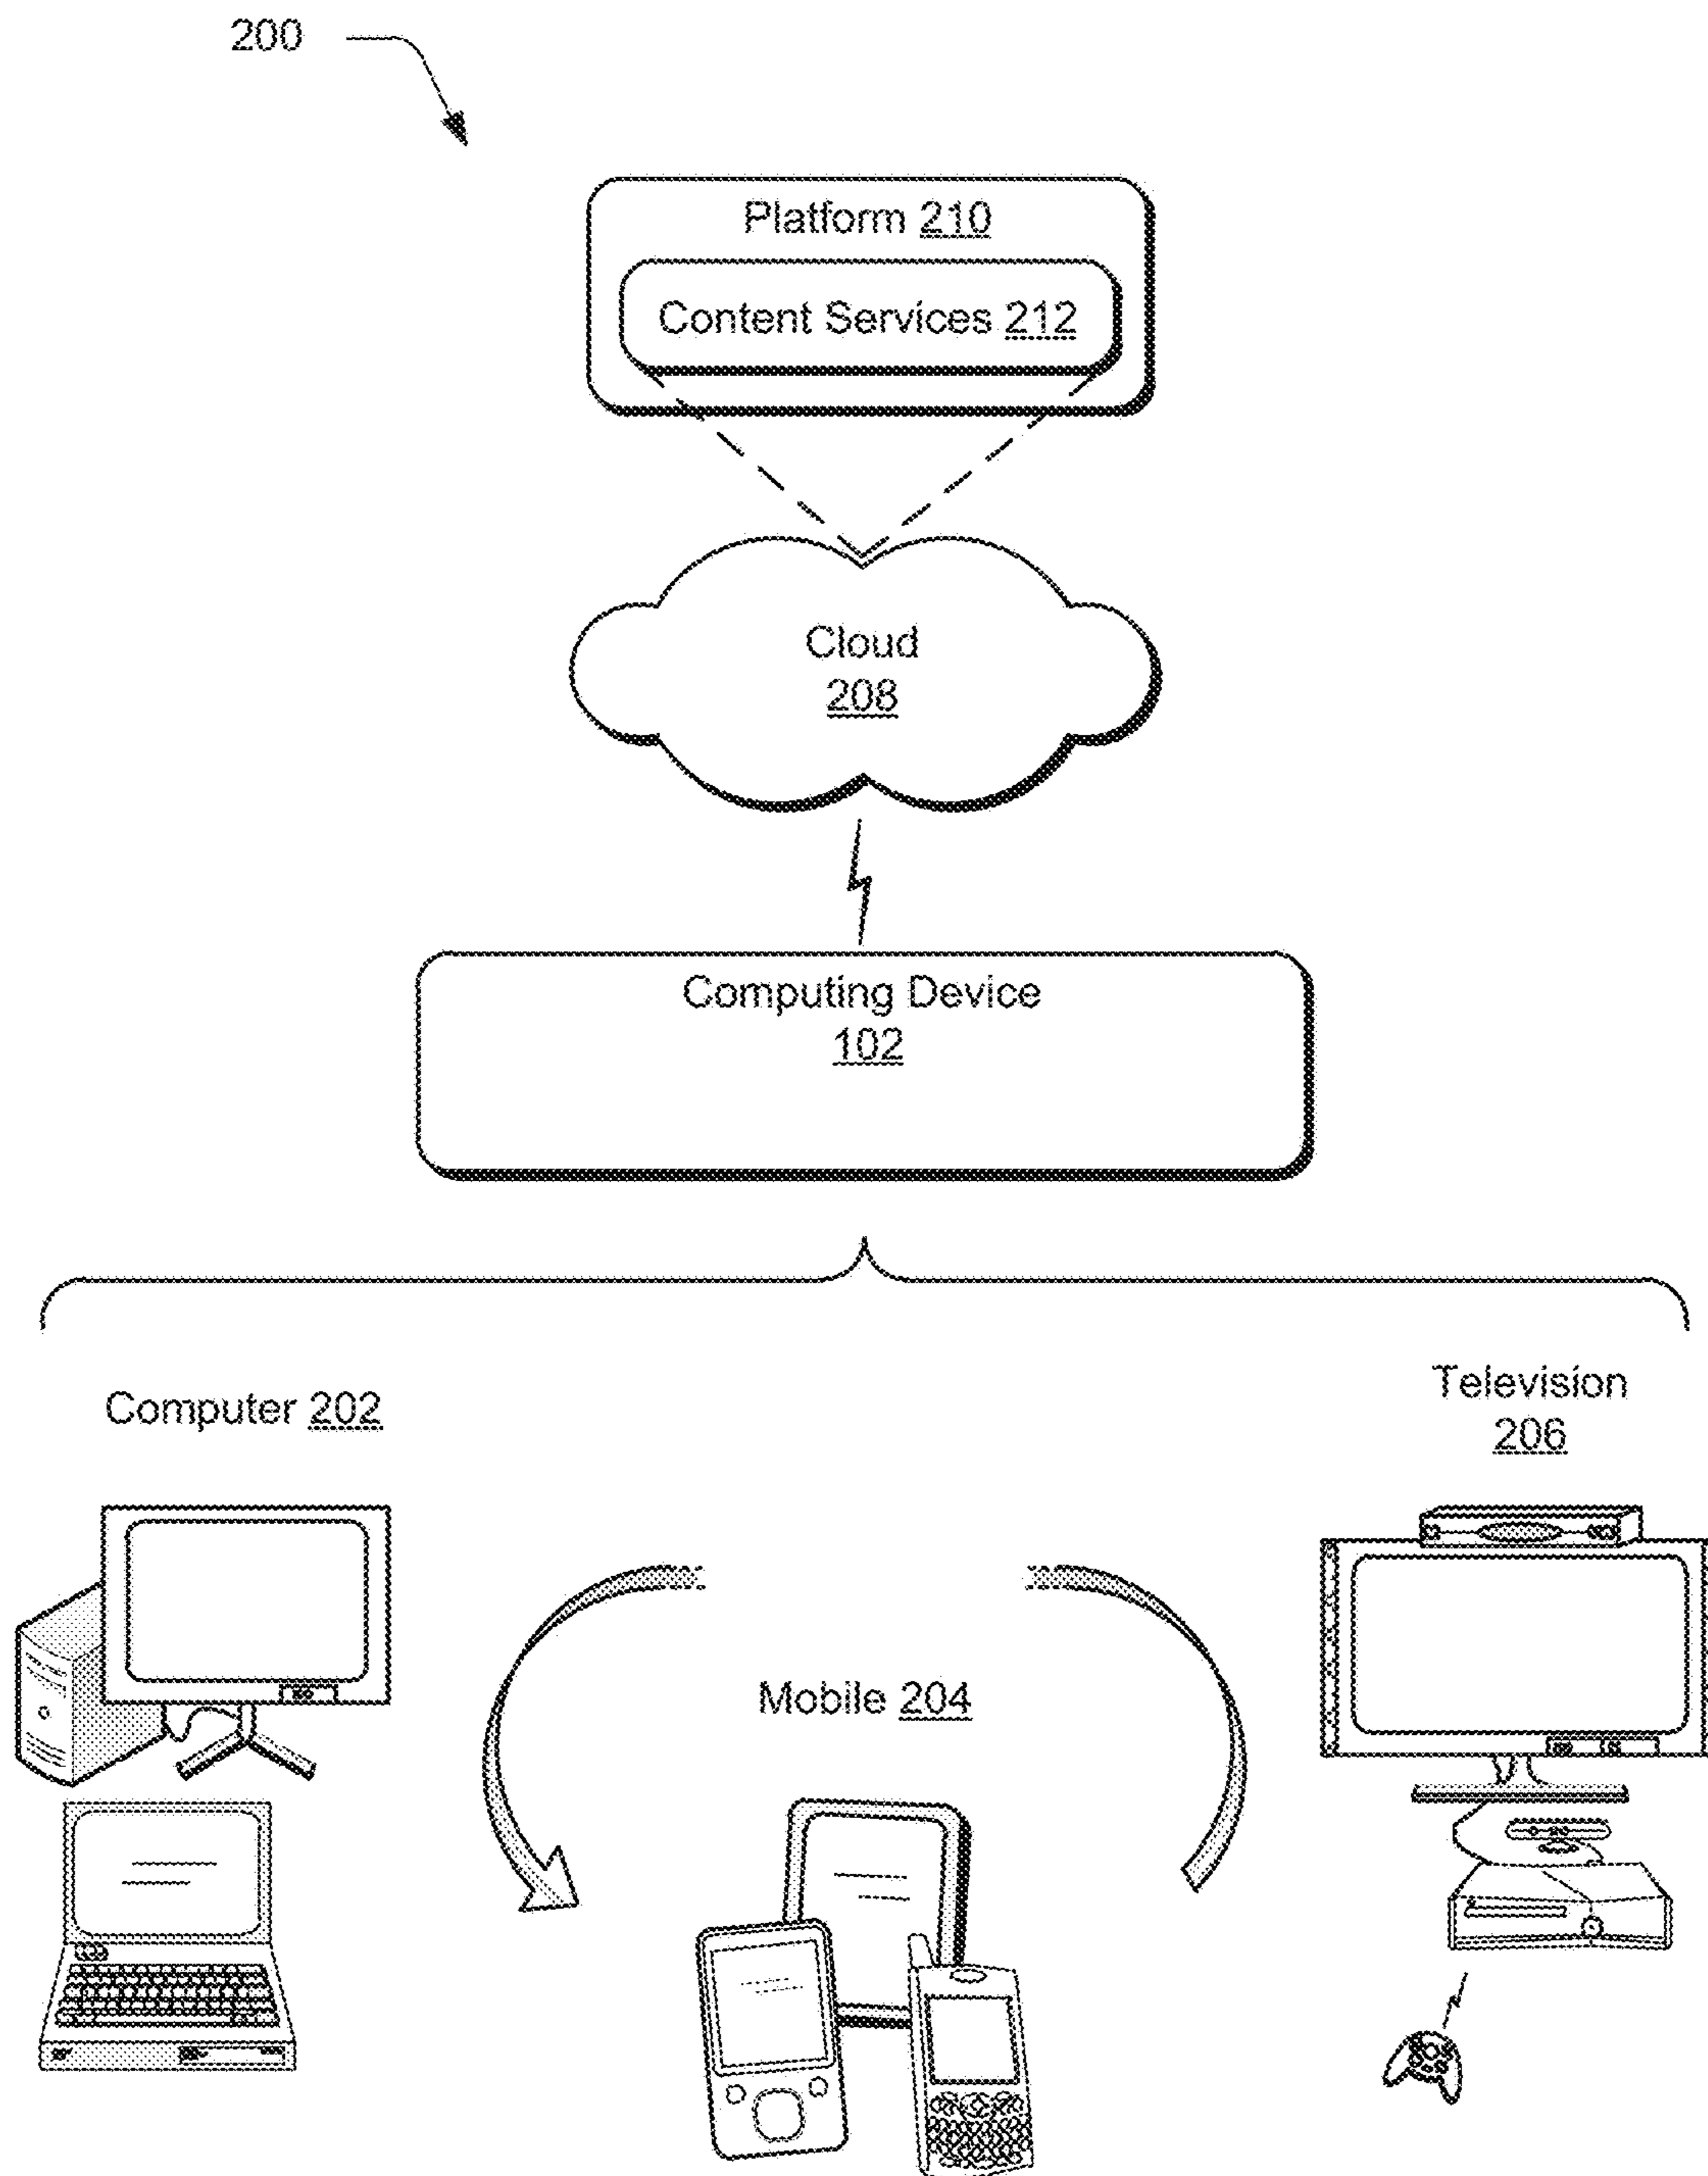 200
Platform 210
Content Services 212
Cloud
208
Computing Device
102
Computer 202
Television
206
Mobile 204